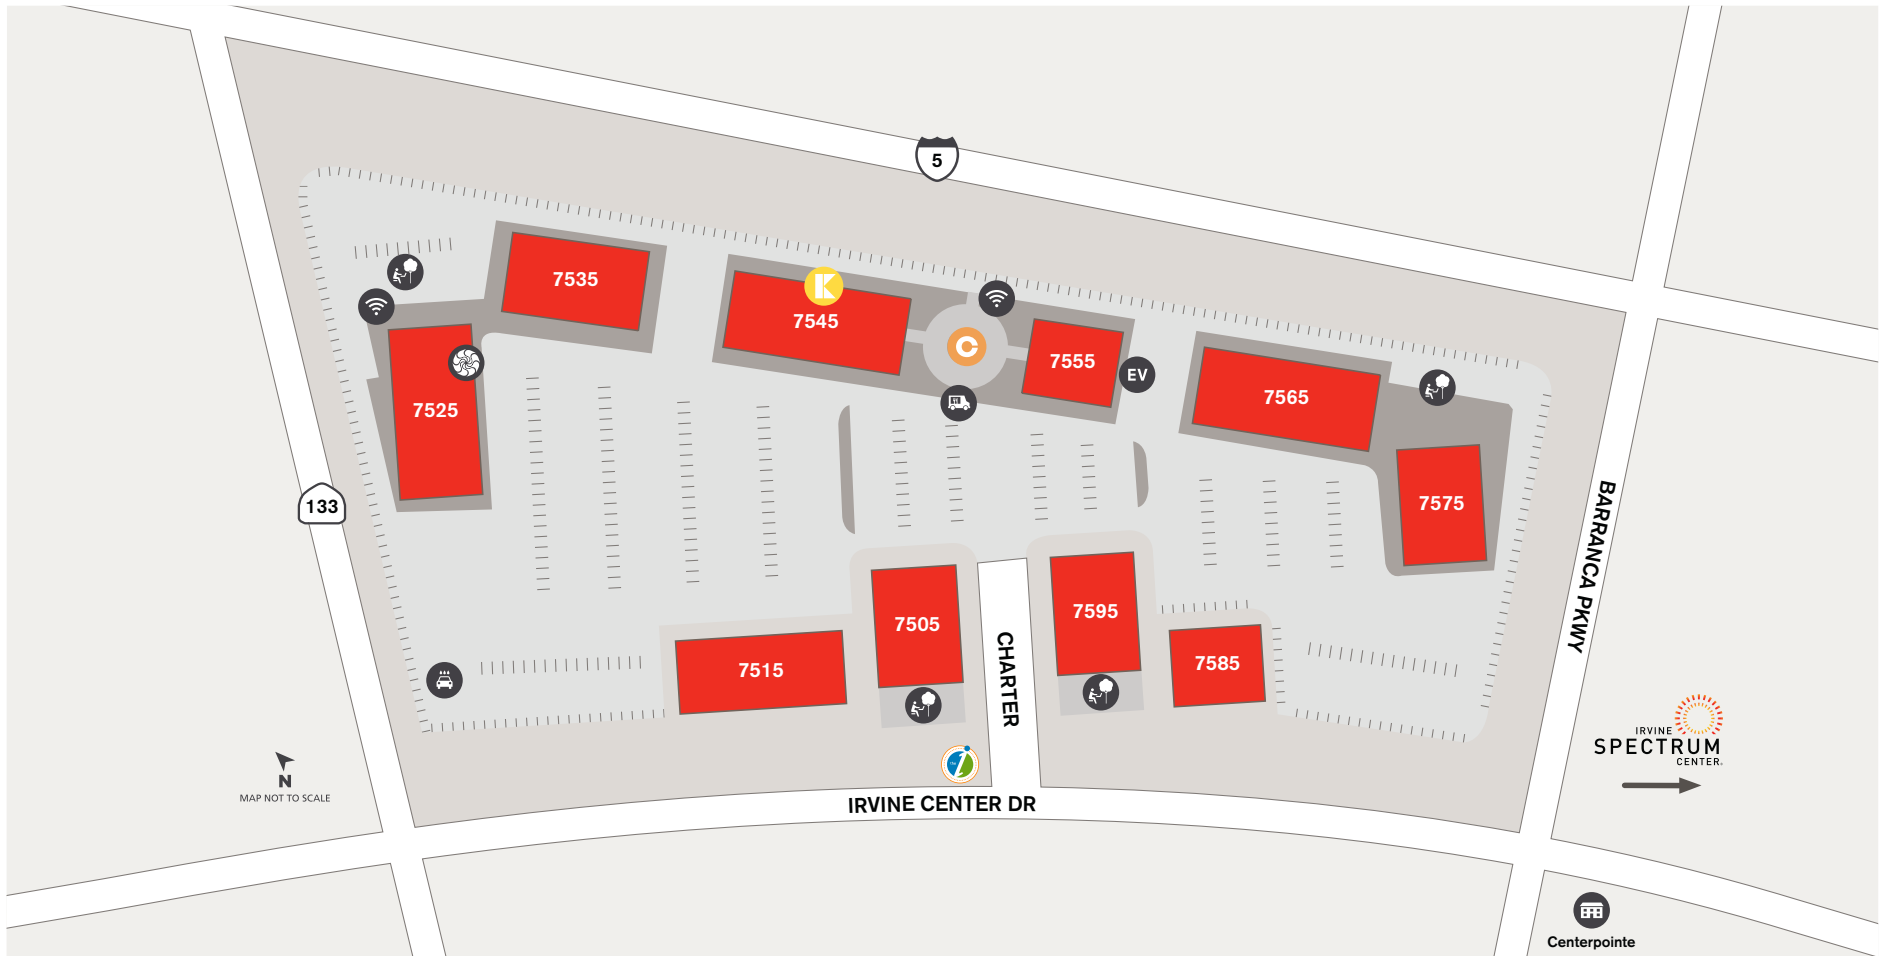 5
7535
7545
7555
EV
7565
7525
7575
133
BARRANCA PKWY
7505
7595
7515
7585
CHARTER
IRVINE
SPECTRUM
CENTER
N
MAP NOT TO SCALE
IRVINE CENTER DR
Centerpointe